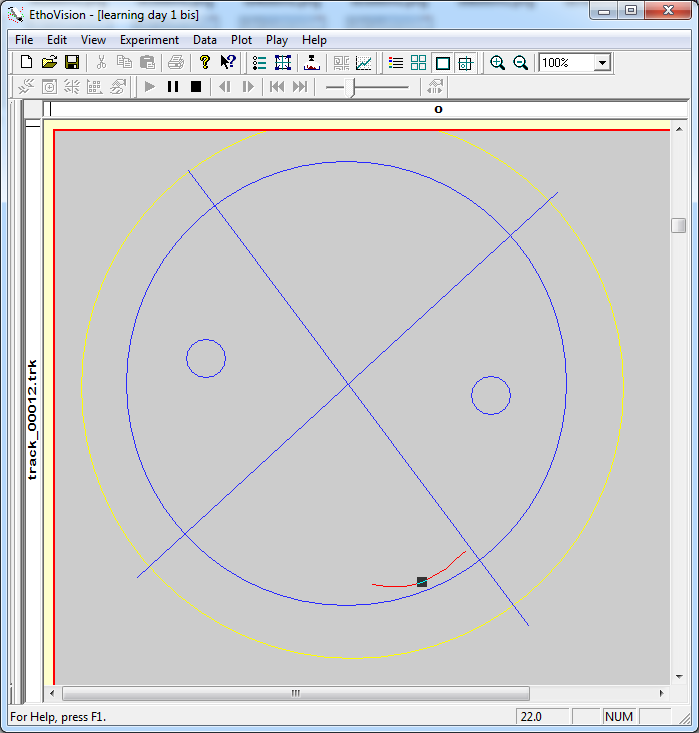 EthoVision - [learning day 1 bis]
File Edit View Experiment Data Plot Play Help
100%
0
track_00012.trk
For Help, press F1.
22.0
NUM